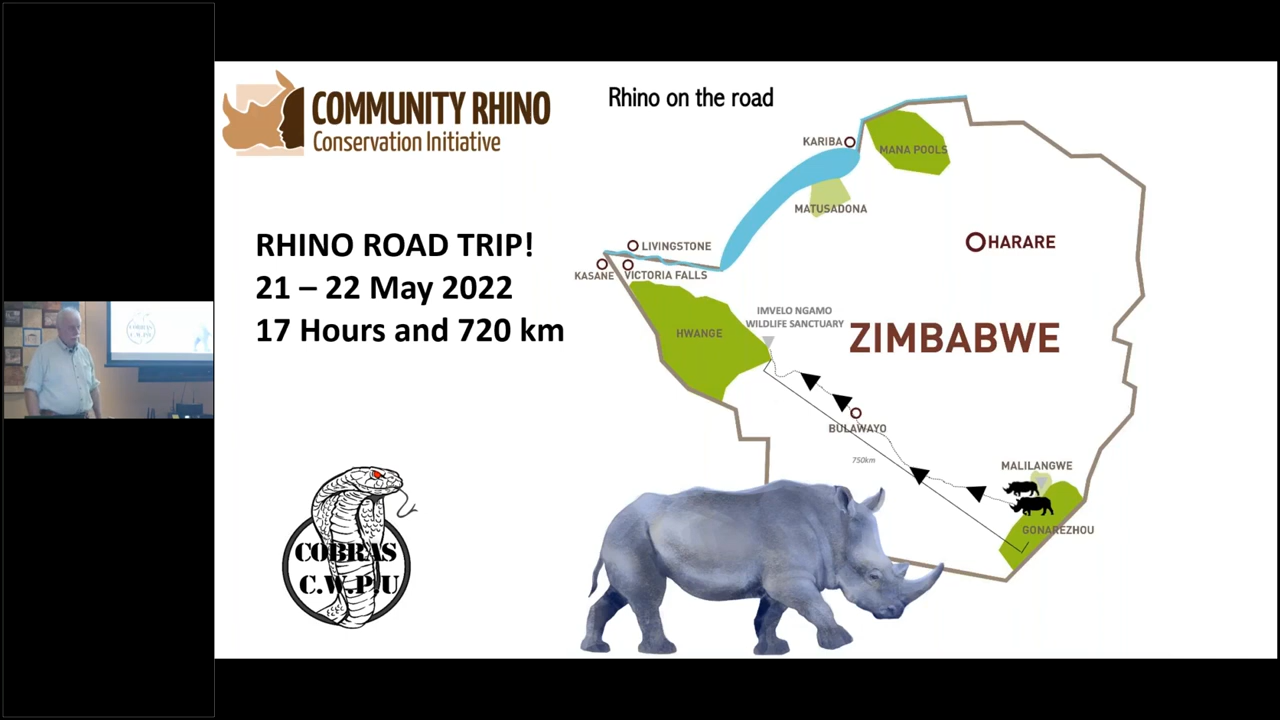 COMMUNITY RHINO
Conservation Initiative
Rhino on the road
RHINO ROAD TRIP!
21 – 22 May 2022
17 Hours and 720 km
KARIBA
MANA POOLS
MATUSADONA
HARARE
LIVINGSTONE
KASANE
VICTORIA FALLS
IMVELO NGAMO
WILDLIFE SANCTUARY
HWANGE
ZIMBABWE
BULAWAYO
750km
MALILANGWE
GONAREZHOU
COBRAS
C.W.P.U
COBRAS